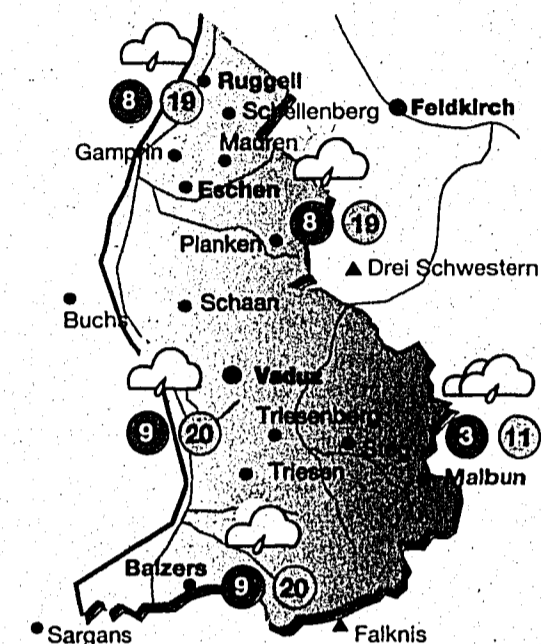 Ruggell
8 19
Schellenberg
Feldkirch
Mauren
Gamprin
Eschen
8 19
Planken
Drei Schwestern
Schaan
Buchs
Vaduz
9 20
Triesenberg
Steg
3 11
Triesen
Malbun
Balzers
9 20
Sargans
Falknis